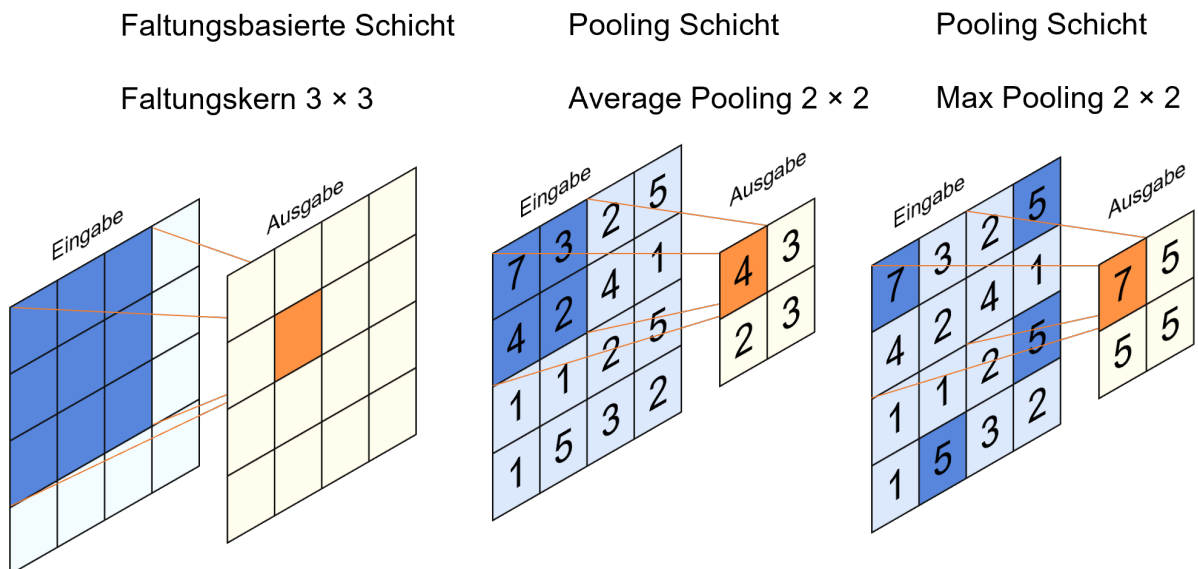 Faltungsbasierte Schicht
Faltungskern 3 × 3
Eingabe
Ausgabe
Pooling Schicht
Average Pooling 2 × 2
Eingabe
7 3 2 5
4 2 4 1
1 1 2 5
1 5 3 2
Ausgabe
4 3
2 3
Pooling Schicht
Max Pooling 2 × 2
Eingabe
7 3 2 5
4 2 4 1
1 1 2 5
1 5 3 2
Ausgabe
7 5
5 5